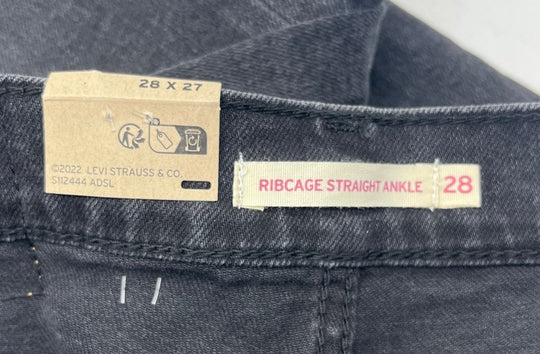 28 X 27
©2022 LEVI STRAUSS & CO.
S112444 ADSL
RIBCAGE STRAIGHT ANKLE 28